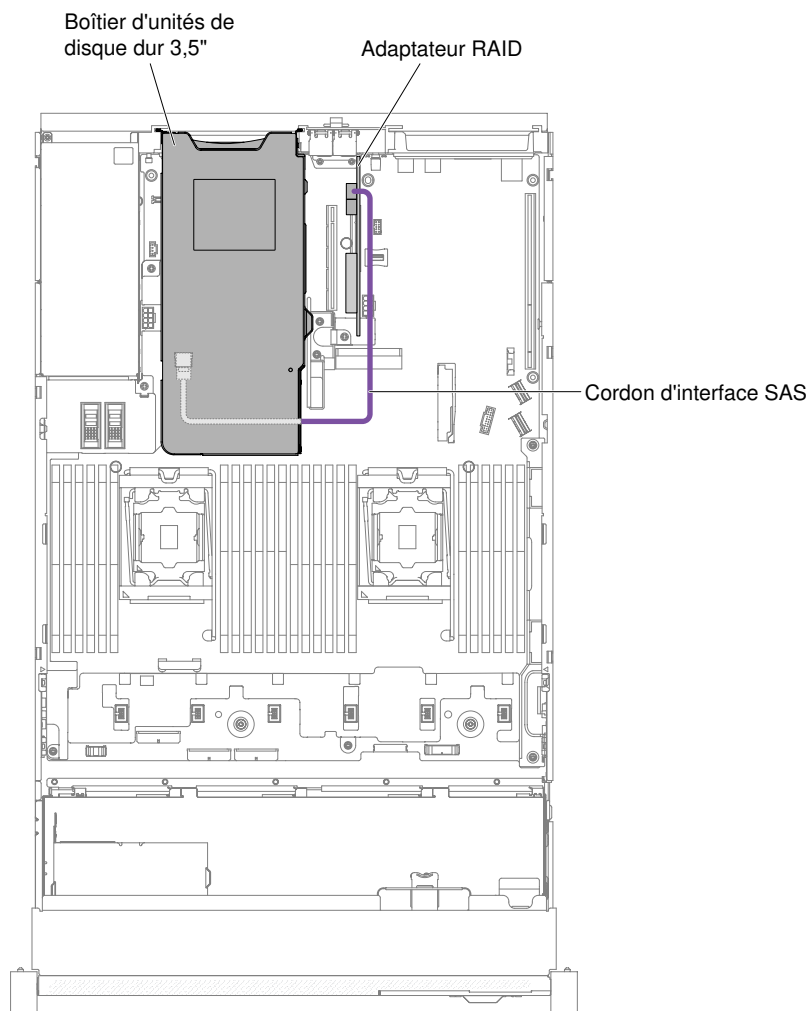 Boîtier d'unités de
disque dur 3,5"
Adaptateur RAID
Cordon d'interface SAS